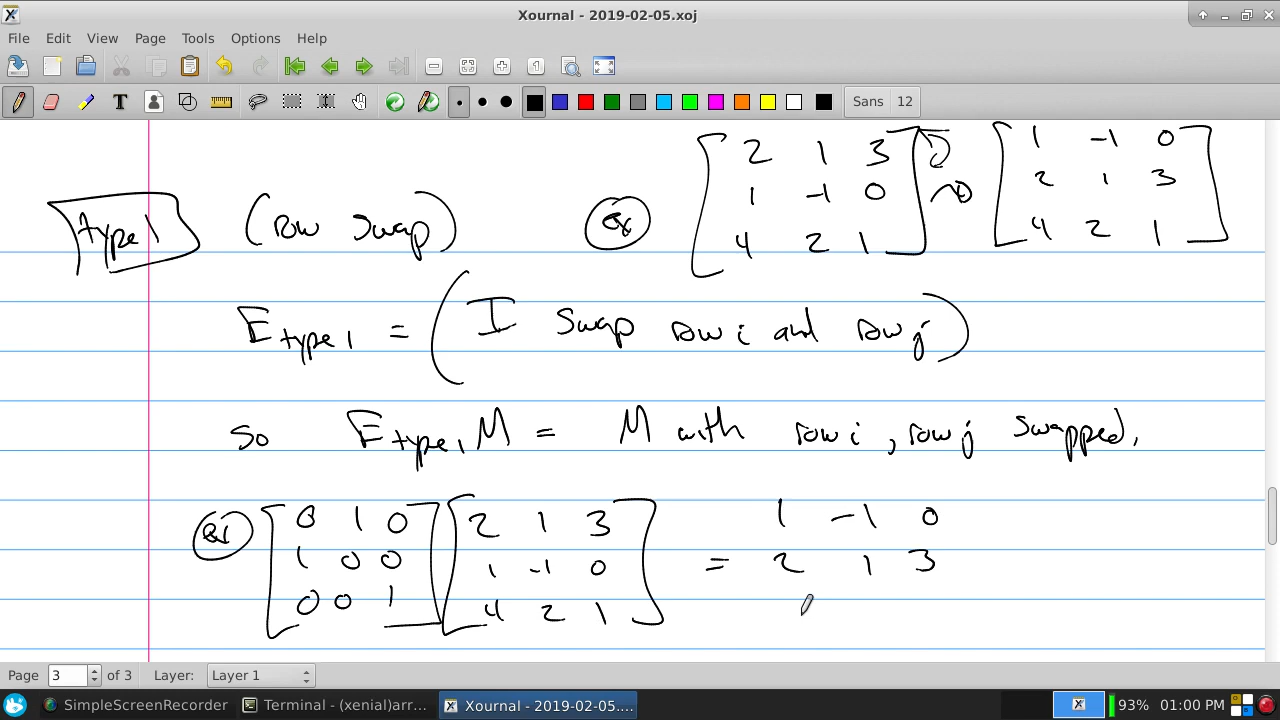 Xournal - 2019-02-05.xoj
File Edit View Page Tools Options Help
Sans 12
type 1 (row swap) ex
2 1 3 1 -1 0
1 -1 0 2 1 3
4 2 1 4 2 1
E type 1 = ( I swap row i and row j )
so E type 1 M = M with row i, row j swapped.
ex 0 1 0 2 1 3 1 -1 0
1 0 0 1 -1 0 = 2 1 3
0 0 1 4 2 1
Page 3 of 3 Layer: Layer 1
SimpleScreenRecorder Terminal - (xenial)arr... Xournal - 2019-02-05.... 93% 01:00 PM